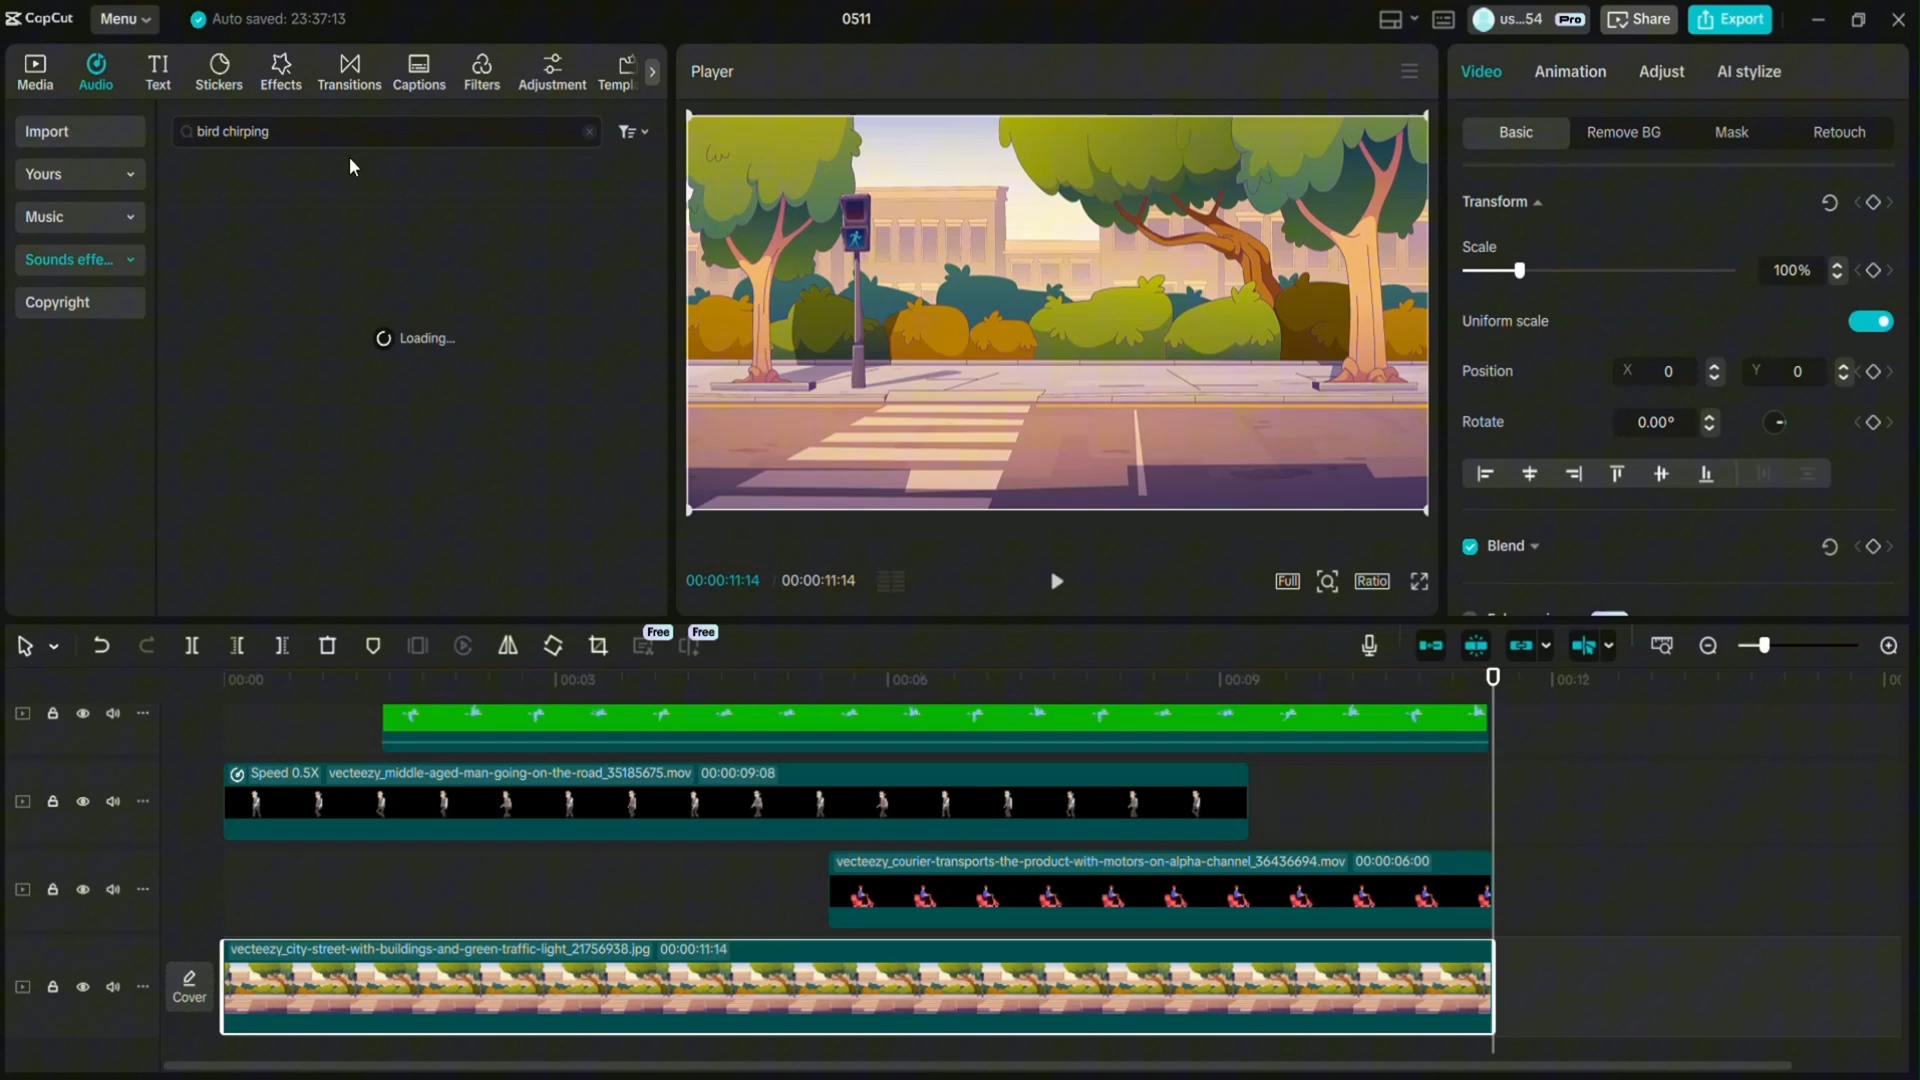 CapCut
Menu
Auto saved: 23:37:13
0511
us...54
Pro
Share
Export
Media
Audio
Text
Stickers
Effects
Transitions
Captions
Filters
Adjustment
Templ
Import
Yours
Music
Sounds effe...
Copyright
bird chirping
Loading...
Player
00:00:11:14 / 00:00:11:14
Full
Ratio
Video
Animation
Adjust
AI stylize
Basic
Remove BG
Mask
Retouch
Transform
Scale
100%
Uniform scale
Position
X 0
Y 0
Rotate
0.00°
Blend
Free
Free
00:00
00:03
00:06
00:09
00:12
Speed 0.5X vecteezy_middle-aged-man-going-on-the-road_35185675.mov 00:00:09:08
vecteezy_courier-transports-the-product-with-motors-on-alpha-channel_36436694.mov 00:00:06:00
Cover
vecteezy_city-street-with-buildings-and-green-traffic-light_21756938.jpg 00:00:11:14